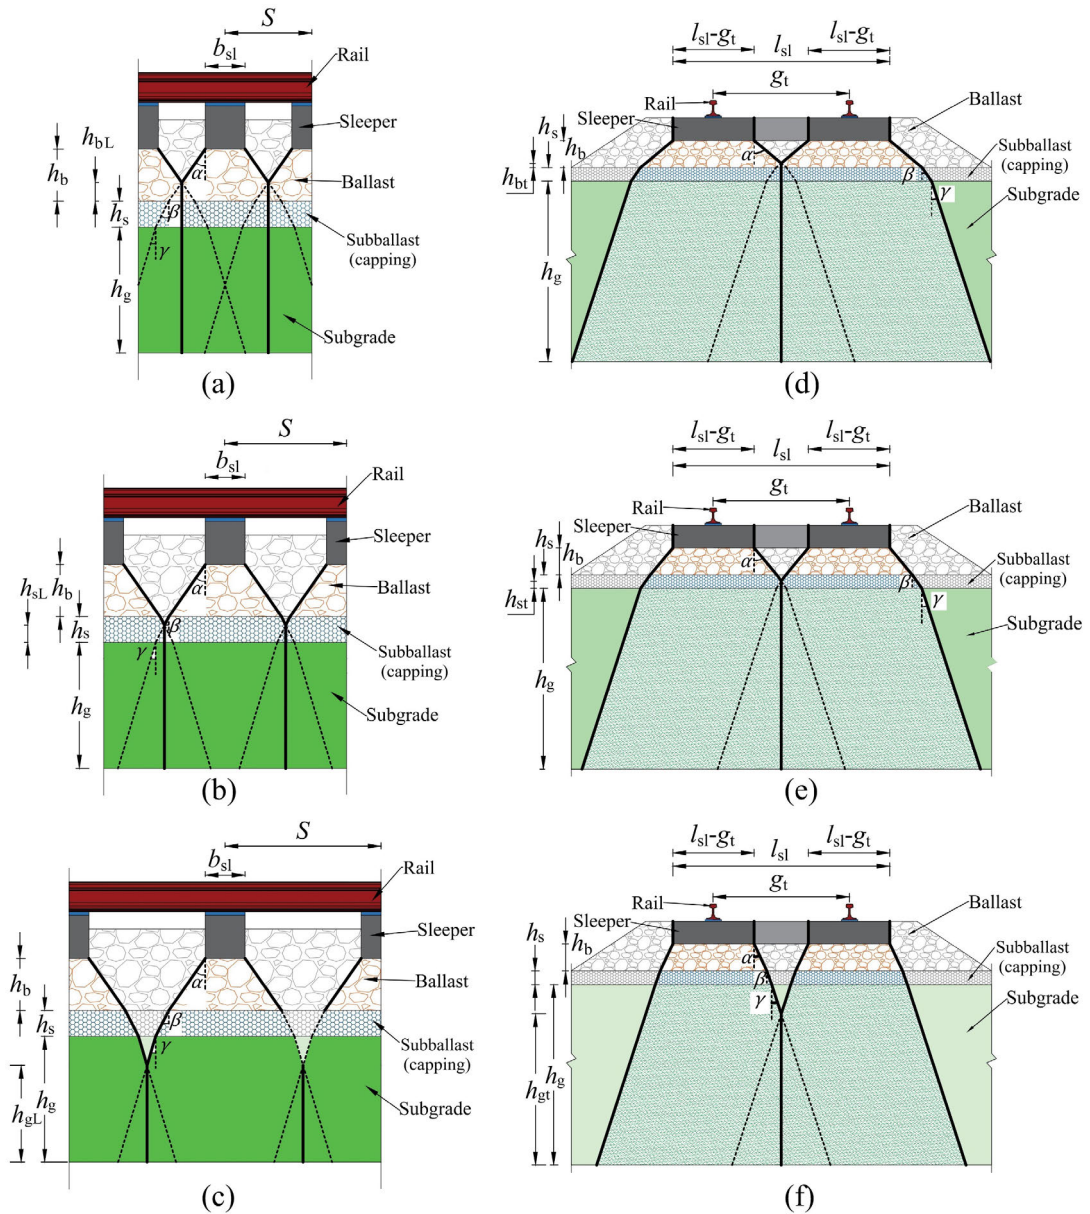 S
b_sl
Rail
Sleeper
h_bL
h_b
α
Ballast
h_s
β
Subballast
(capping)
γ
h_g
Subgrade
(a)
l_sl-g_t
l_sl
l_sl-g_t
g_t
Rail
Ballast
Sleeper
h_s
h_b
α
Subballast
(capping)
h_bt
β
γ
Subgrade
h_g
(d)
S
b_sl
Rail
Sleeper
h_sL
h_b
α
Ballast
h_s
β
Subballast
(capping)
γ
h_g
Subgrade
(b)
l_sl-g_t
l_sl
l_sl-g_t
g_t
Rail
Ballast
Sleeper
h_s
h_b
α
Subballast
(capping)
h_st
β
γ
Subgrade
h_g
(e)
S
b_sl
Rail
Sleeper
h_b
α
Ballast
h_s
β
Subballast
(capping)
γ
h_gL
h_g
Subgrade
(c)
l_sl-g_t
l_sl
l_sl-g_t
g_t
Rail
Ballast
Sleeper
h_s
h_b
α
Subballast
(capping)
β
γ
Subgrade
h_gt
h_g
(f)